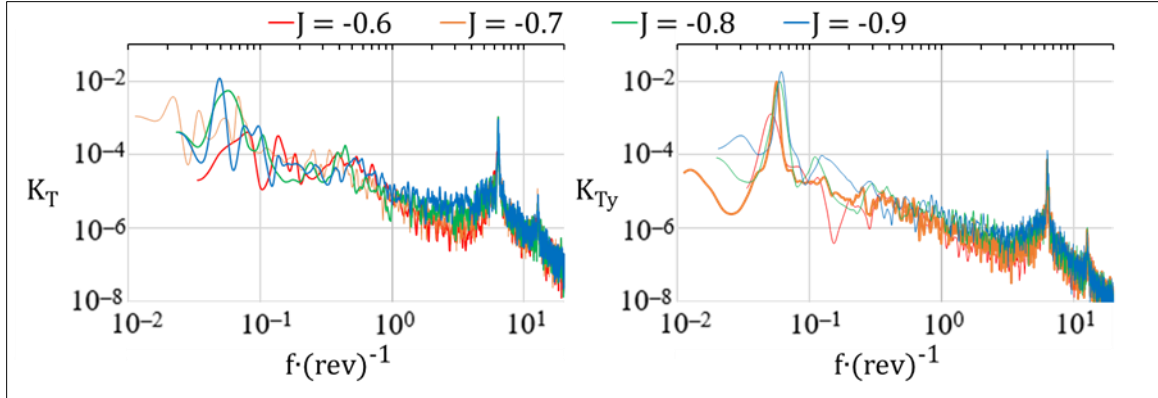 J = -0.6 J = -0.7 J = -0.8 J = -0.9
10⁻² 10⁻²
10⁻⁴ 10⁻⁴
K_T K_Ty
10⁻⁶ 10⁻⁶
10⁻⁸ 10⁻⁸
10⁻² 10⁻¹ 10⁰ 10¹ 10⁻² 10⁻¹ 10⁰ 10¹
f·(rev)⁻¹ f·(rev)⁻¹